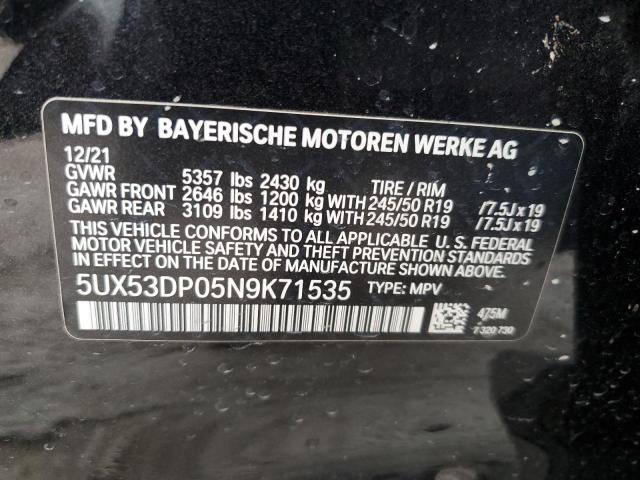 MFD BY BAYERISCHE MOTOREN WERKE AG
12/21
GVWR 5357 lbs 2430 kg TIRE / RIM
GAWR FRONT 2646 lbs 1200 kg WITH 245/50 R19 /7.5J x 19
GAWR REAR 3109 lbs 1410 kg WITH 245/50 R19 /7.5J x 19
THIS VEHICLE CONFORMS TO ALL APPLICABLE U. S. FEDERAL
MOTOR VEHICLE SAFETY AND THEFT PREVENTION STANDARDS
IN EFFECT ON THE DATE OF MANUFACTURE SHOWN ABOVE.
5UX53DP05N9K71535 TYPE: MPV
475M
7 320 730